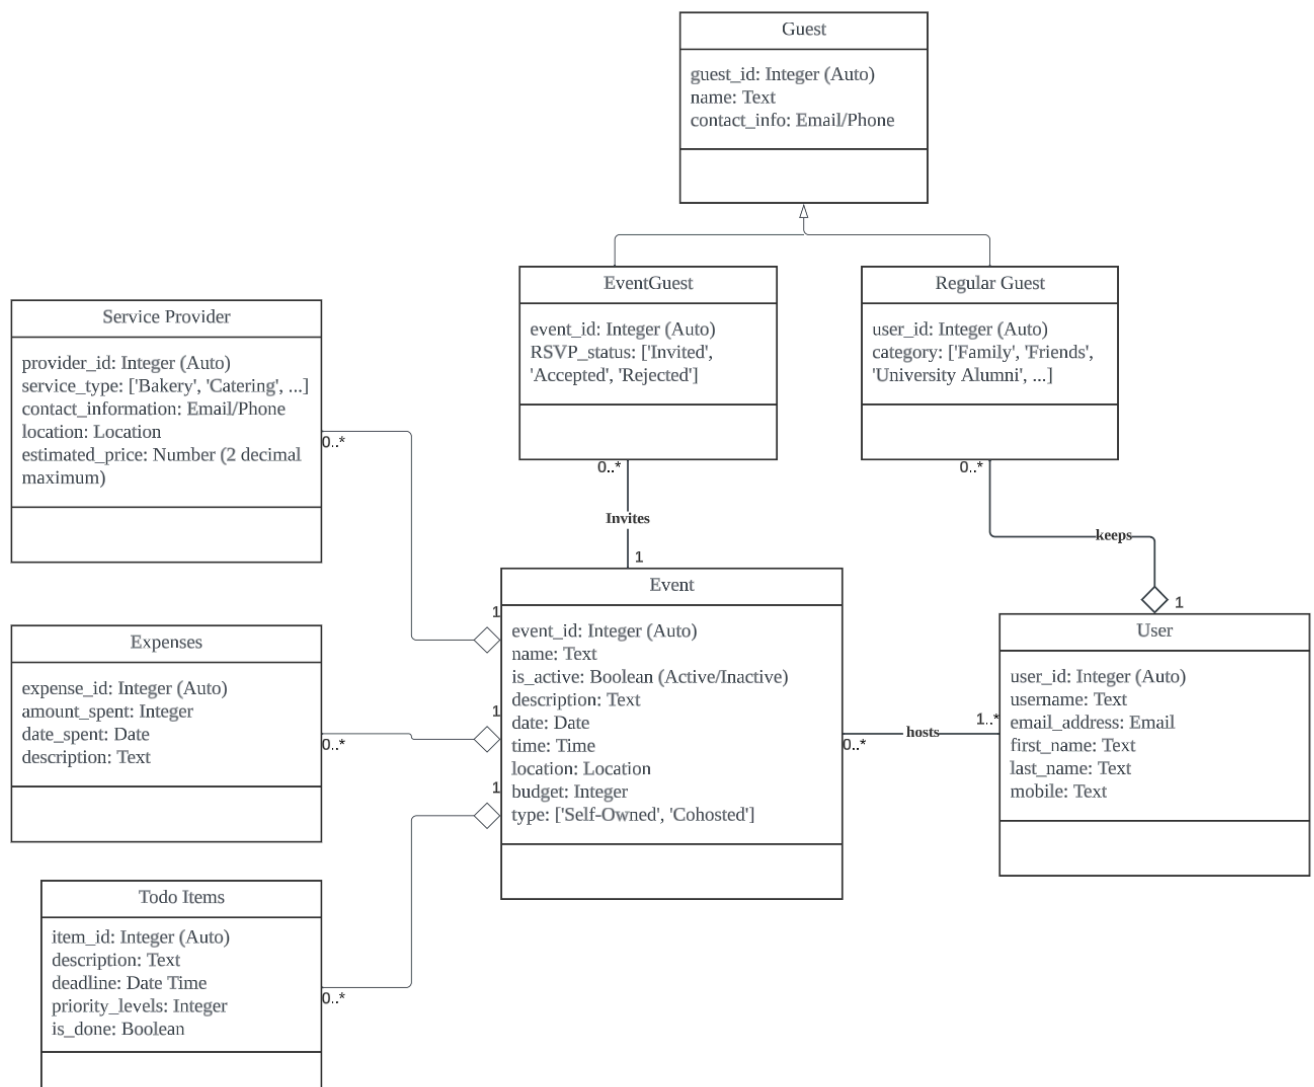 Guest
guest_id: Integer (Auto)
name: Text
contact_info: Email/Phone
EventGuest
event_id: Integer (Auto)
RSVP_status: ['Invited',
'Accepted', 'Rejected']
0..*
Regular Guest
user_id: Integer (Auto)
category: ['Family', 'Friends',
'University Alumni', ...]
0..*
Service Provider
provider_id: Integer (Auto)
service_type: ['Bakery', 'Catering', ...]
contact_information: Email/Phone
location: Location
estimated_price: Number (2 decimal
maximum)
0..*
Invites
1
keeps
1
Event
event_id: Integer (Auto)
name: Text
is_active: Boolean (Active/Inactive)
description: Text
date: Date
time: Time
location: Location
budget: Integer
type: ['Self-Owned', 'Cohosted']
1
1
1
0..*
hosts
1..*
User
user_id: Integer (Auto)
username: Text
email_address: Email
first_name: Text
last_name: Text
mobile: Text
Expenses
expense_id: Integer (Auto)
amount_spent: Integer
date_spent: Date
description: Text
0..*
Todo Items
item_id: Integer (Auto)
description: Text
deadline: Date Time
priority_levels: Integer
is_done: Boolean
0..*